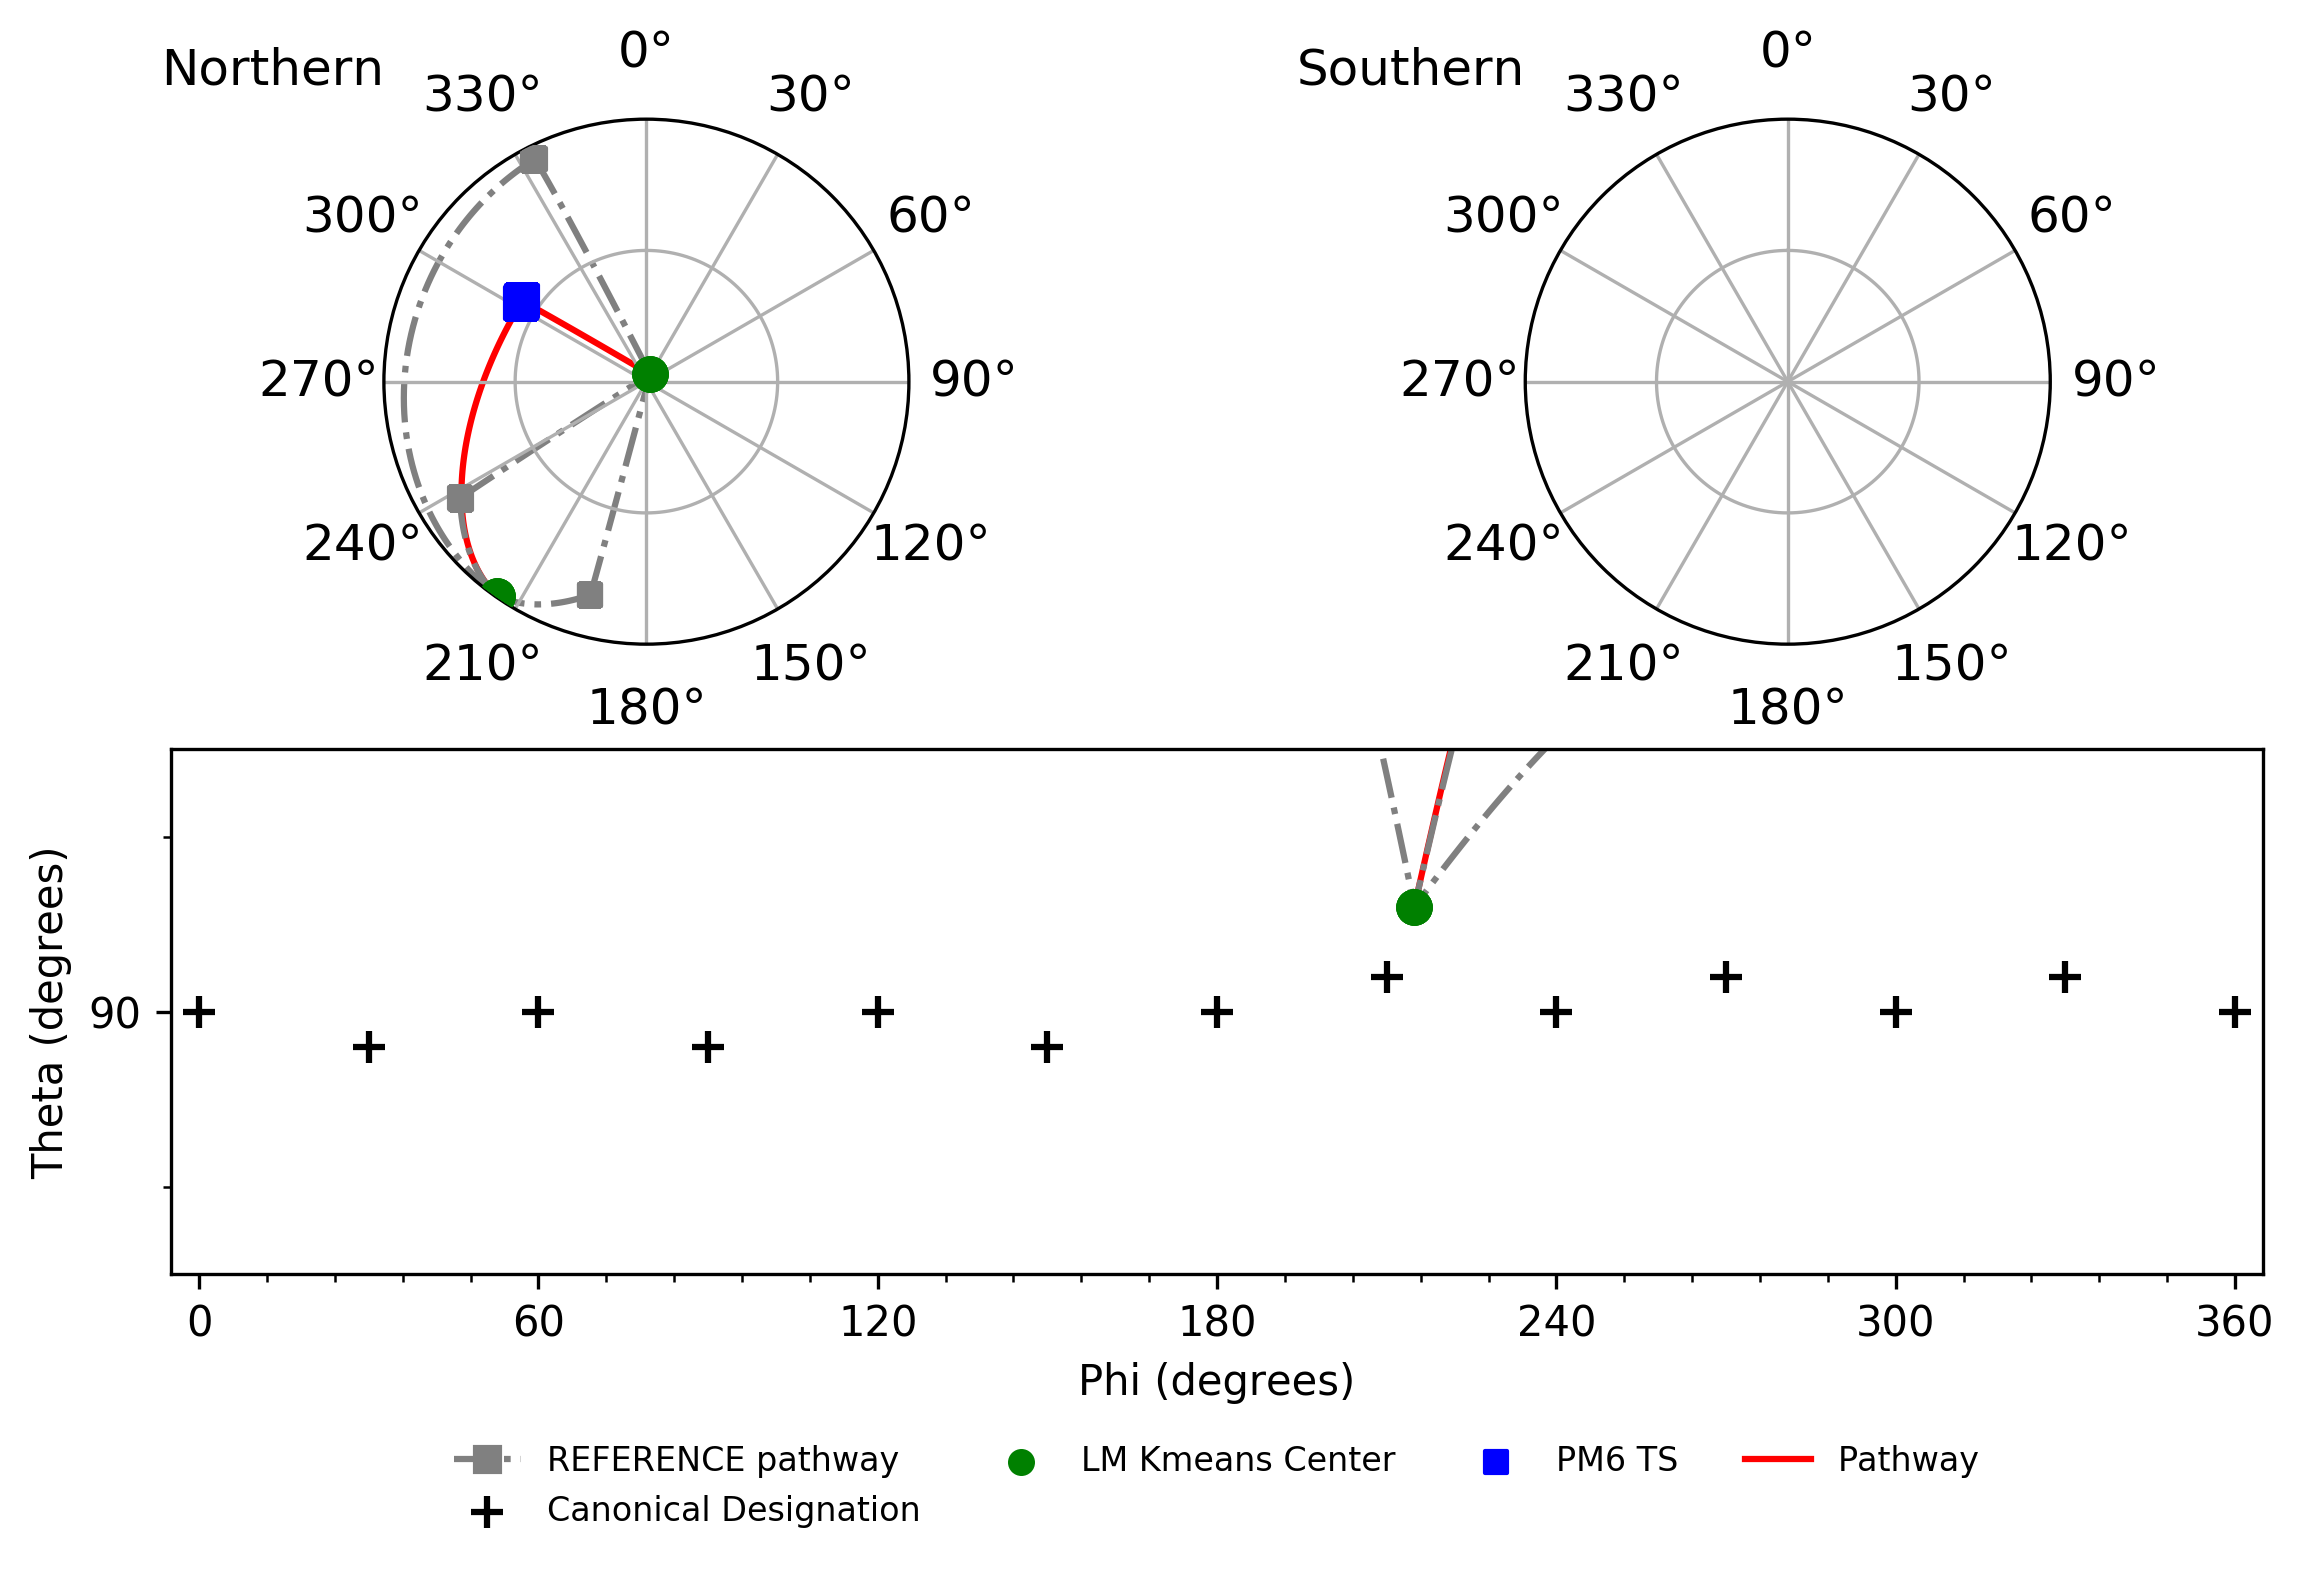 Northern
0°
330°
30°
300°
60°
270°
90°
240°
120°
210°
150°
180°
Southern
0°
330°
30°
300°
60°
270°
90°
240°
120°
210°
150°
180°
Theta (degrees)
90
0 60 120 180 240 300 360
Phi (degrees)
REFERENCE pathway
LM Kmeans Center
PM6 TS
Pathway
Canonical Designation